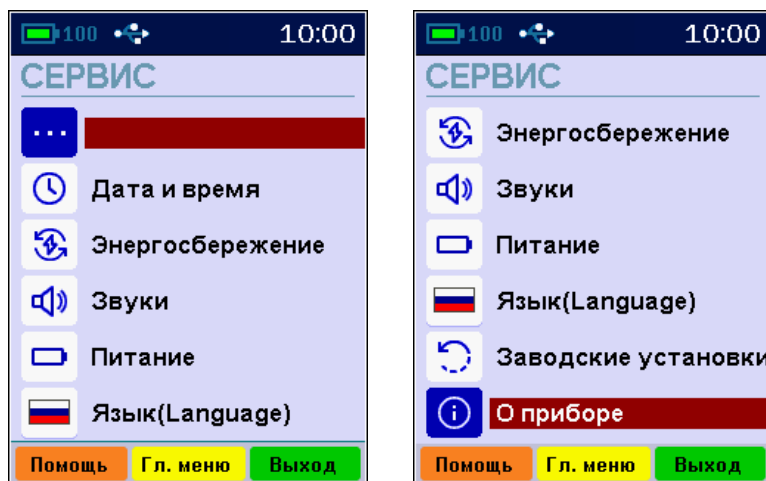 100 10:00
СЕРВИС
...
Дата и время
Энергосбережение
Звуки
Питание
Язык(Language)
Помощь Гл. меню Выход
100 10:00
СЕРВИС
Энергосбережение
Звуки
Питание
Язык(Language)
Заводские установки
О приборе
Помощь Гл. меню Выход